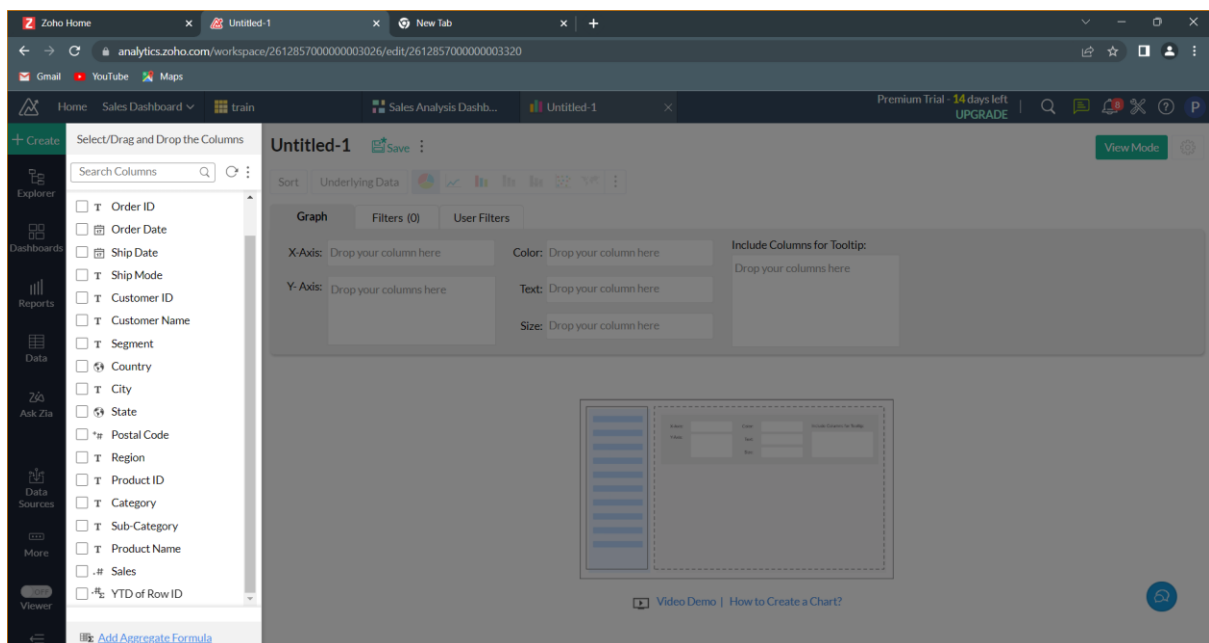 Zoho Home
Untitled-1
New Tab
analytics.zoho.com/workspace/2612857000000003026/edit/2612857000000003320
Gmail YouTube Maps
Home Sales Dashboard train Sales Analysis Dashb... Untitled-1
Premium Trial - 14 days left
UPGRADE
8
P
+ Create
Explorer
Dashboards
Reports
Data
Ask Zia
Data
Sources
More
OFF
Viewer
Select/Drag and Drop the Columns
Search Columns
T Order ID
Order Date
Ship Date
T Ship Mode
T Customer ID
T Customer Name
T Segment
Country
T City
State
# Postal Code
T Region
T Product ID
T Category
T Sub-Category
T Product Name
.# Sales
YTD of Row ID
Add Aggregate Formula
Untitled-1 Save
View Mode
Sort Underlying Data
Graph Filters (0) User Filters
X-Axis: Drop your column here
Y- Axis: Drop your columns here
Color: Drop your column here
Text: Drop your column here
Size: Drop your column here
Include Columns for Tooltip:
Drop your columns here
Video Demo | How to Create a Chart?